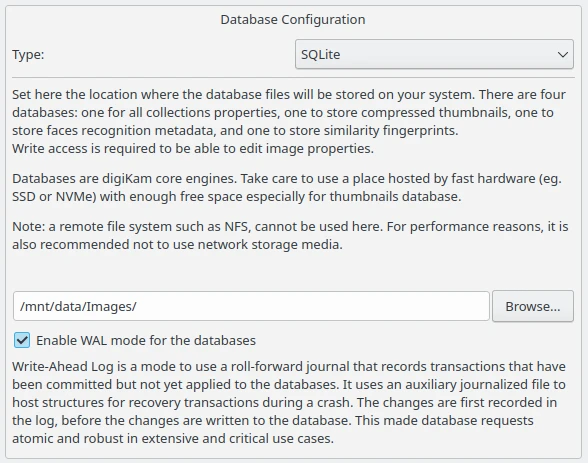 Database Configuration
Type: SQLite
Set here the location where the database files will be stored on your system. There are four
databases: one for all collections properties, one to store compressed thumbnails, one to
store faces recognition metadata, and one to store similarity fingerprints.
Write access is required to be able to edit image properties.
Databases are digiKam core engines. Take care to use a place hosted by fast hardware (eg.
SSD or NVMe) with enough free space especially for thumbnails database.
Note: a remote file system such as NFS, cannot be used here. For performance reasons, it is
also recommended not to use network storage media.
/mnt/data/Images/ Browse...
Enable WAL mode for the databases
Write-Ahead Log is a mode to use a roll-forward journal that records transactions that have
been committed but not yet applied to the databases. It uses an auxiliary journalized file to
host structures for recovery transactions during a crash. The changes are first recorded in
the log, before the changes are written to the database. This made database requests
atomic and robust in extensive and critical use cases.